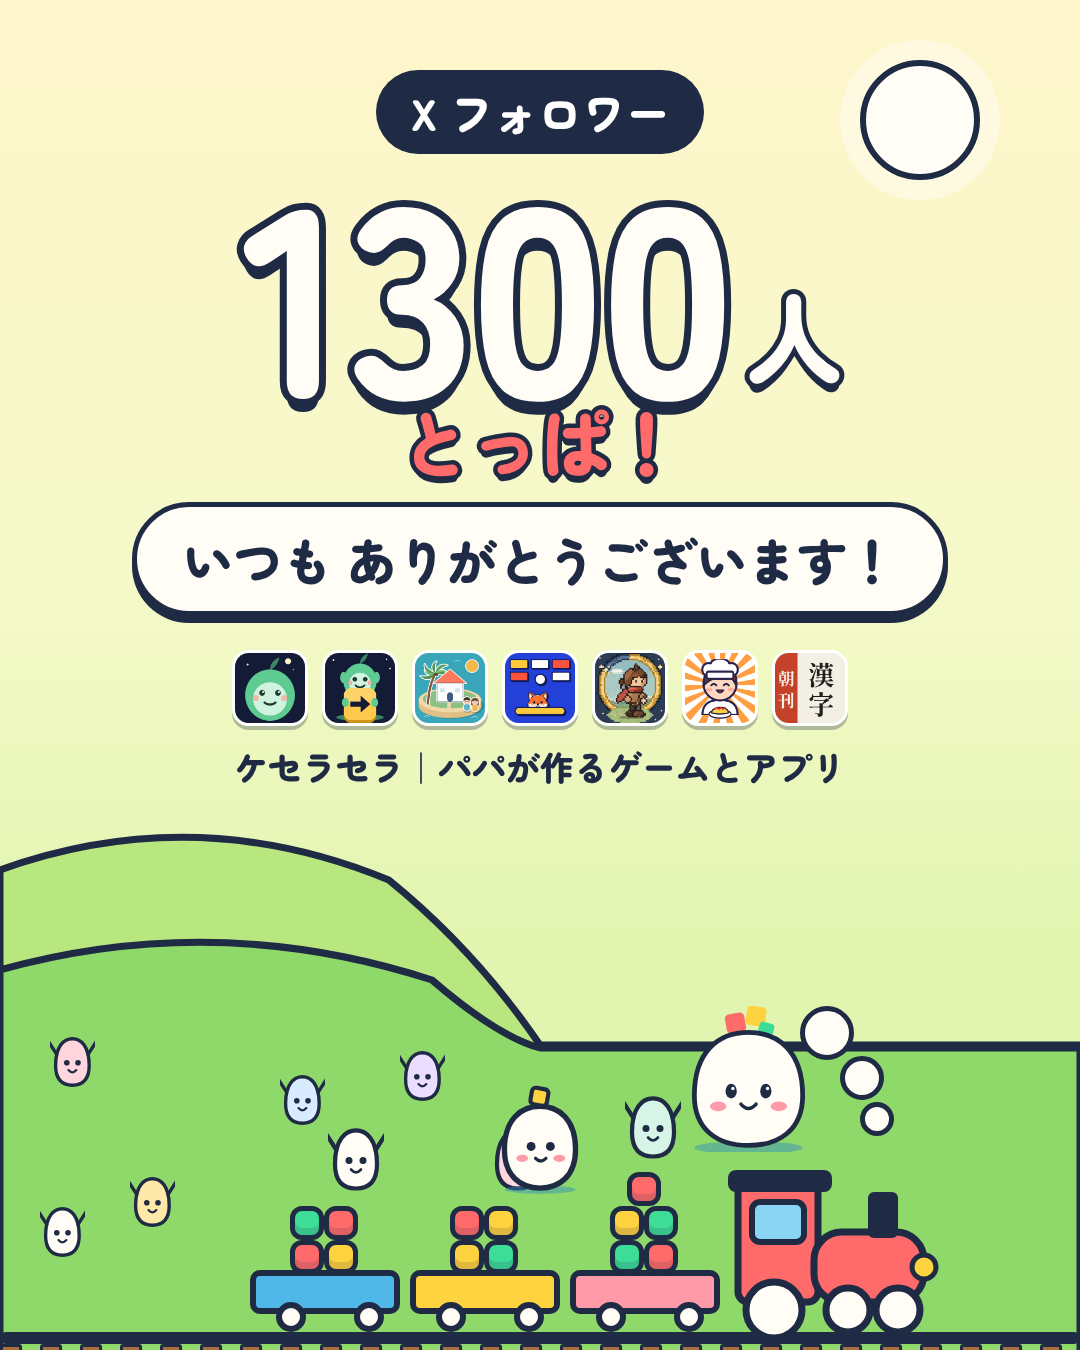 X フォロワー
1300人
とっぱ！
いつも ありがとうございます！
朝刊 漢字
ケセラセラ｜パパが作るゲームとアプリ